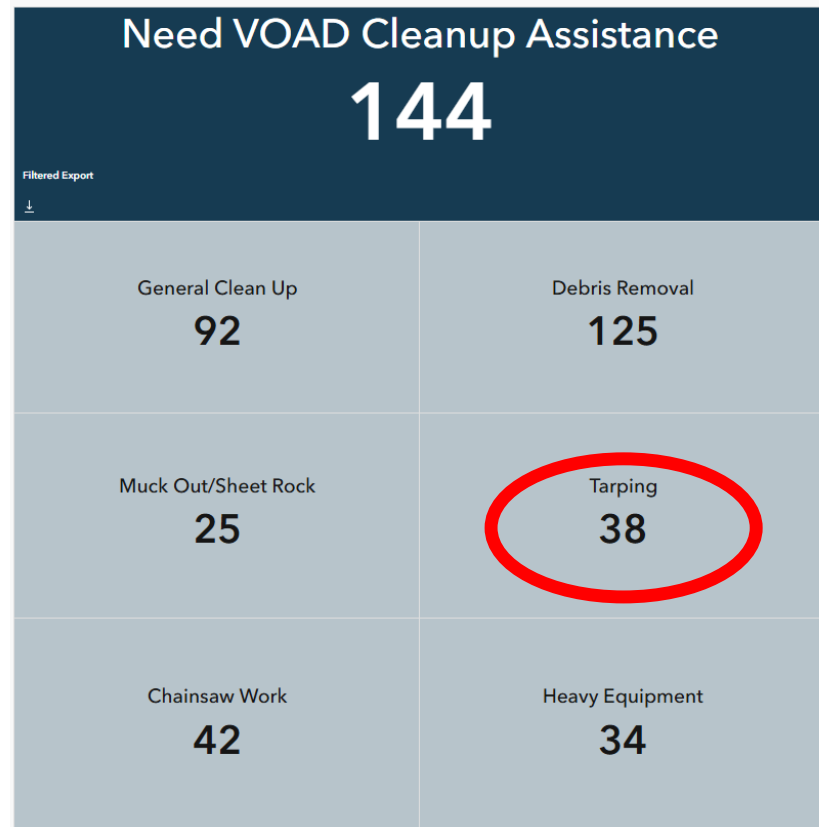 Need VOAD Cleanup Assistance
144
Filtered Export
General Clean Up
92
Debris Removal
125
Muck Out/Sheet Rock
25
Tarping
38
Chainsaw Work
42
Heavy Equipment
34